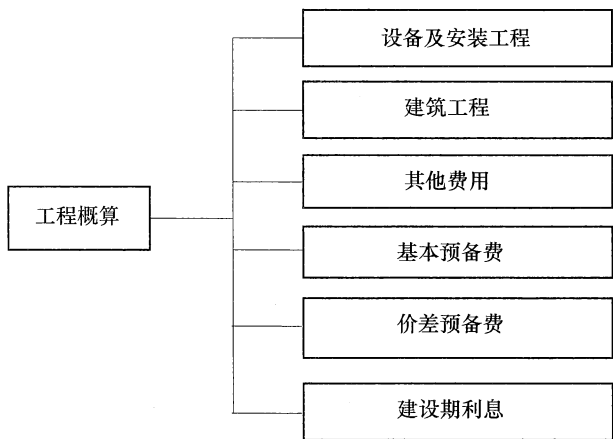 设备及安装工程
建筑工程
其他费用
工程概算
基本预备费
价差预备费
建设期利息